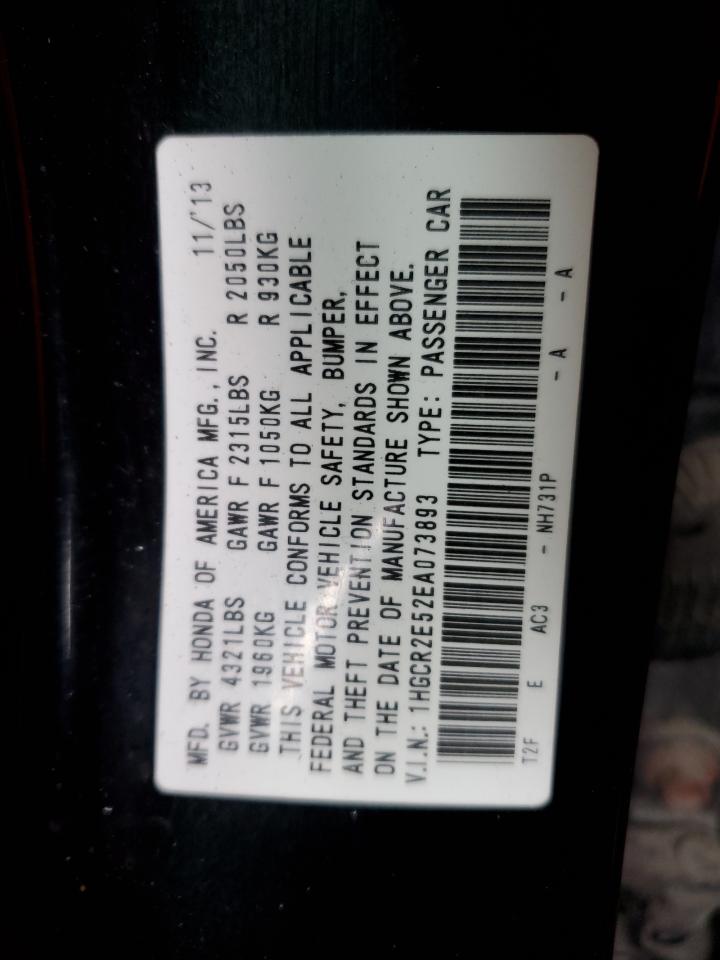 MFD. BY HONDA OF AMERICA MFG., INC. 11/'13
GVWR 4321LBS GAWR F 2315LBS R 2050LBS
GVWR 1960KG GAWR F 1050KG R 930KG
THIS VEHICLE CONFORMS TO ALL APPLICABLE
FEDERAL MOTOR VEHICLE SAFETY, BUMPER,
AND THEFT PREVENTION STANDARDS IN EFFECT
ON THE DATE OF MANUFACTURE SHOWN ABOVE.
V.I.N.: 1HGCR2E52EA073893 TYPE: PASSENGER CAR
T2F E AC3 - NH731P - A - A